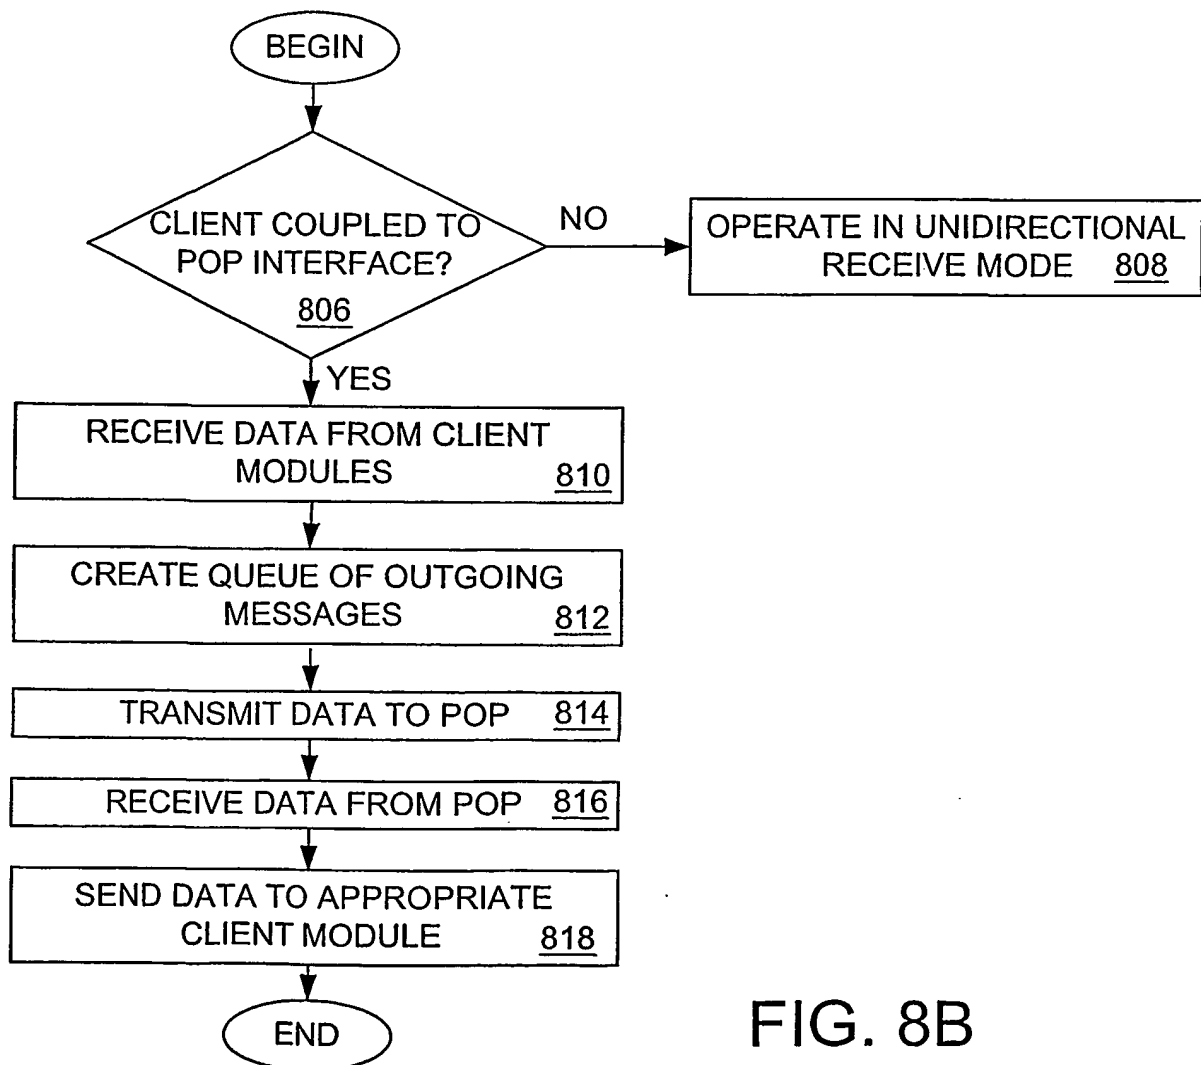 BEGIN
CLIENT COUPLED TO
POP INTERFACE?
806
NO
OPERATE IN UNIDIRECTIONAL
RECEIVE MODE 808
YES
RECEIVE DATA FROM CLIENT
MODULES 810
CREATE QUEUE OF OUTGOING
MESSAGES 812
TRANSMIT DATA TO POP 814
RECEIVE DATA FROM POP 816
SEND DATA TO APPROPRIATE
CLIENT MODULE 818
END
FIG. 8B